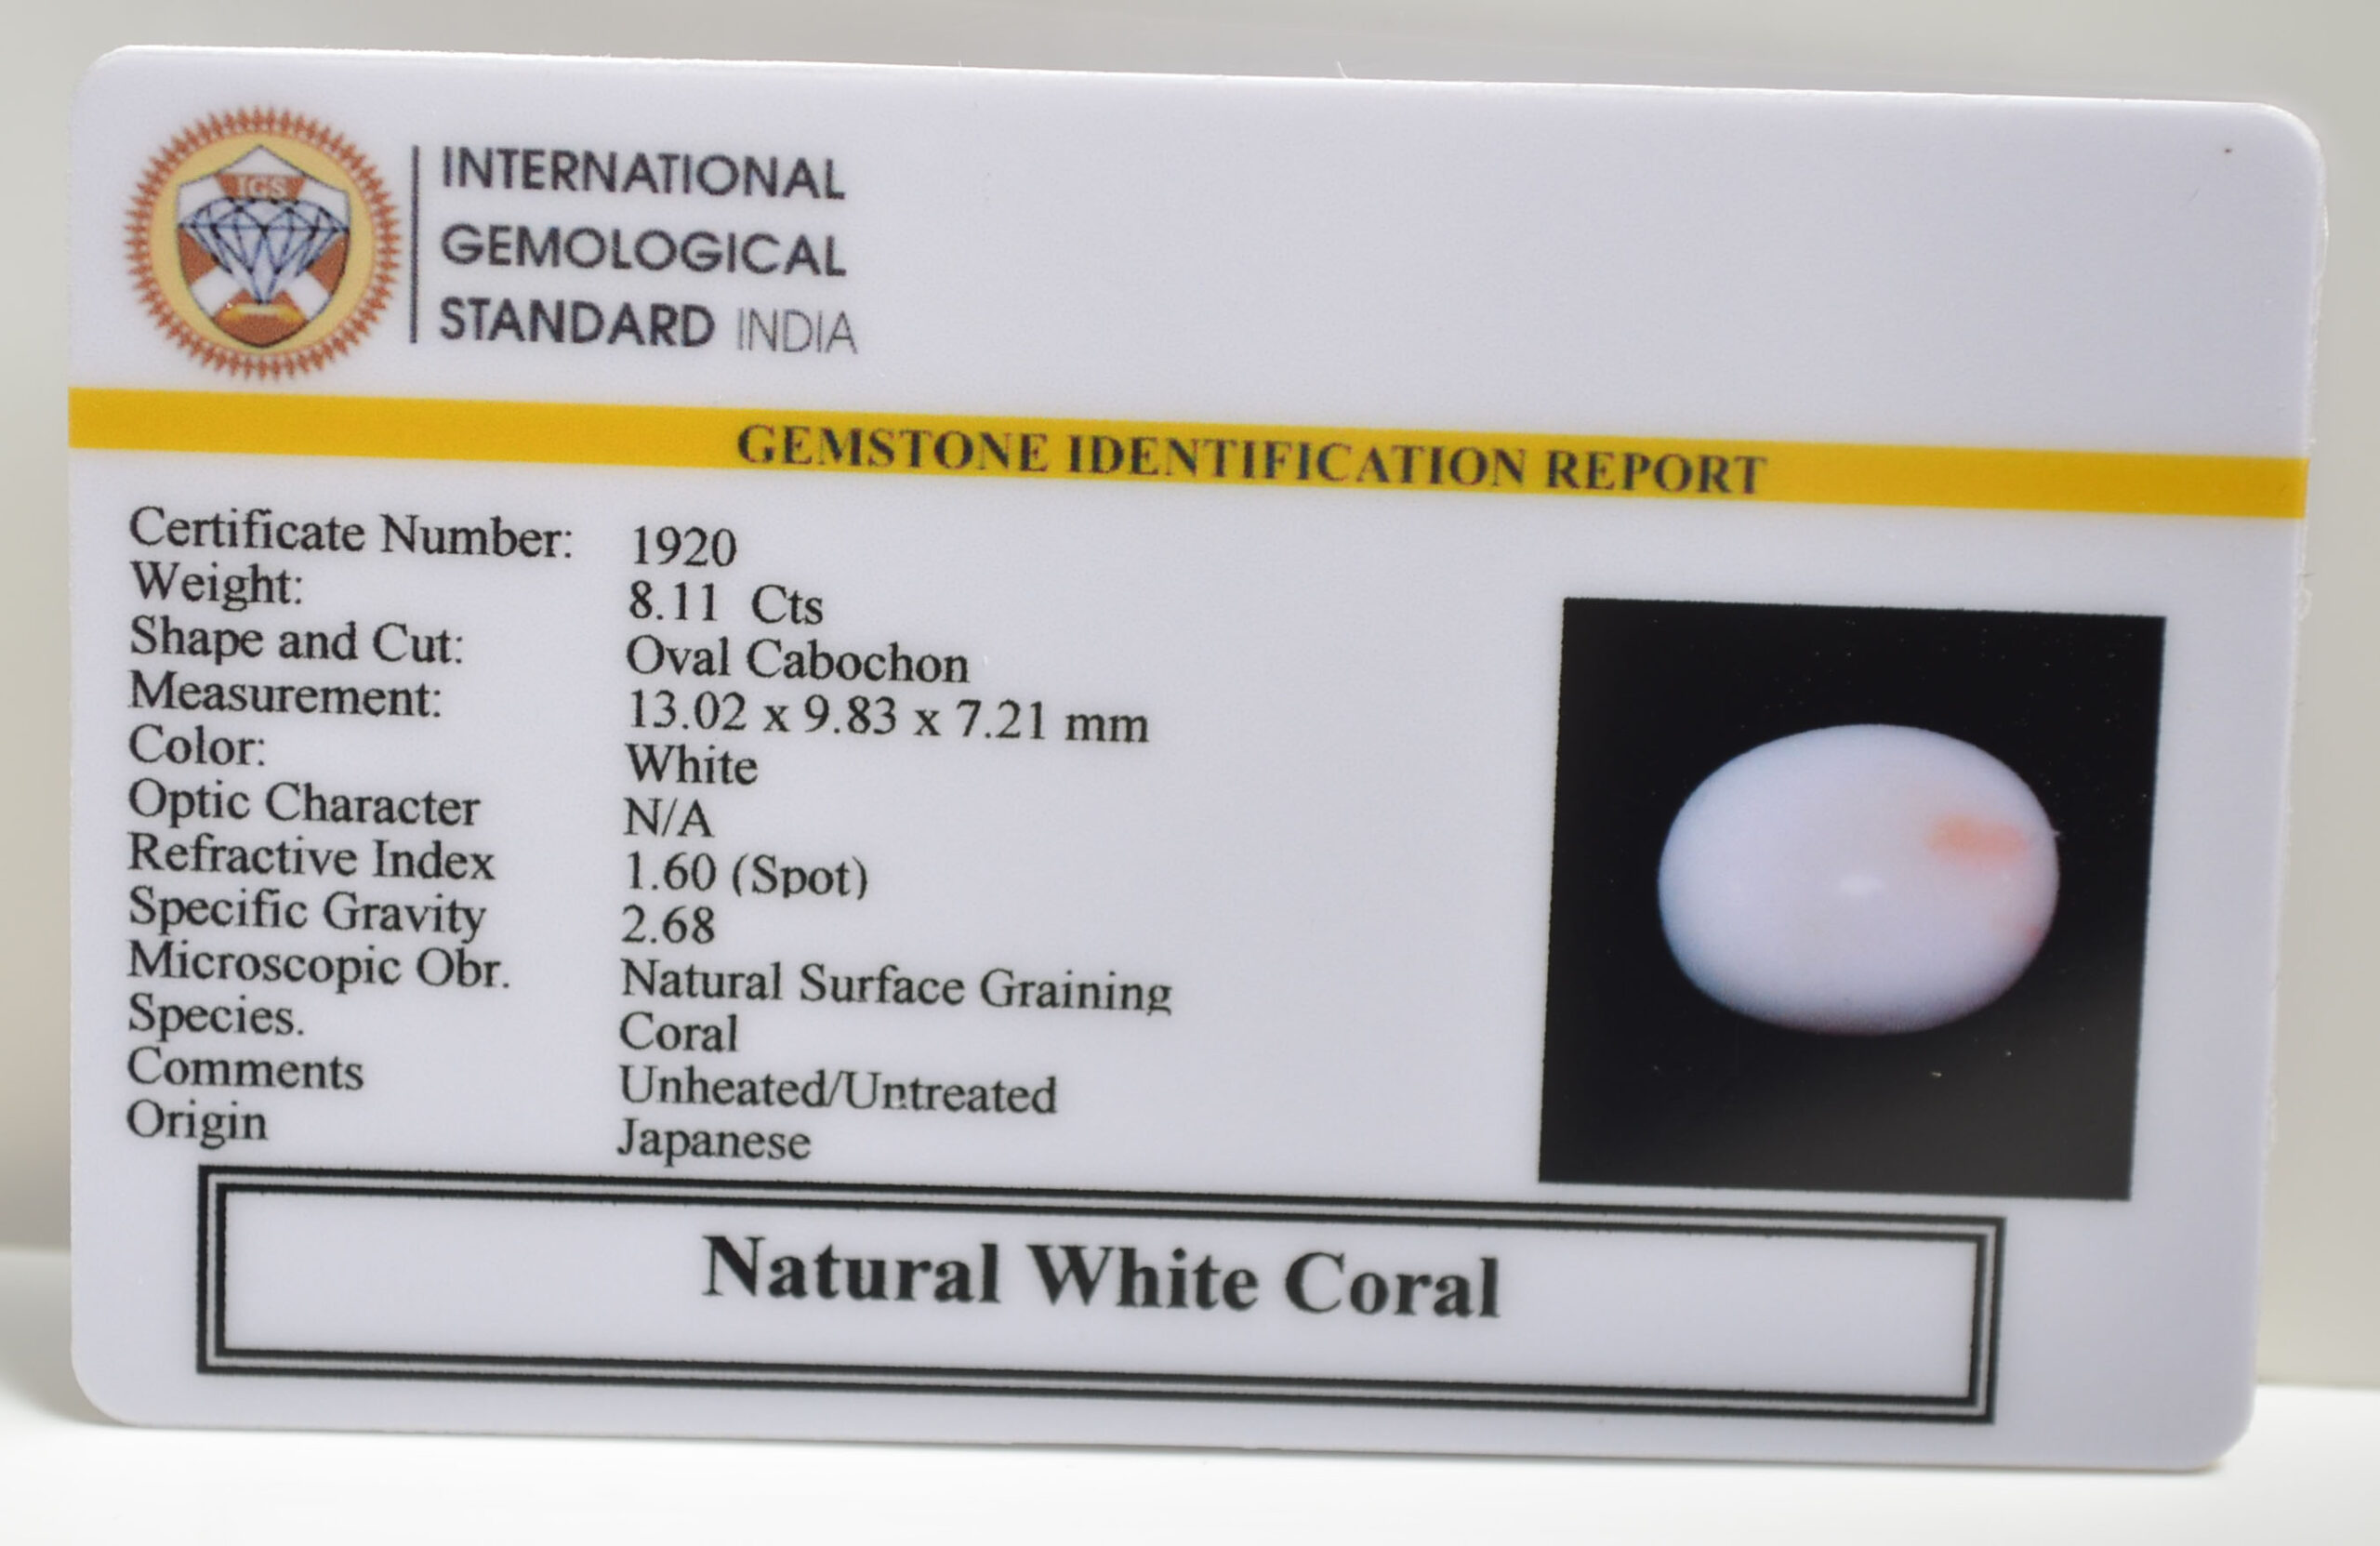 IGS
INTERNATIONAL
GEMOLOGICAL
STANDARD INDIA
GEMSTONE IDENTIFICATION REPORT
Certificate Number: 1920
Weight: 8.11 Cts
Shape and Cut: Oval Cabochon
Measurement: 13.02 x 9.83 x 7.21 mm
Color: White
Optic Character N/A
Refractive Index 1.60 (Spot)
Specific Gravity 2.68
Microscopic Obr. Natural Surface Graining
Species. Coral
Comments Unheated/Untreated
Origin Japanese
Natural White Coral